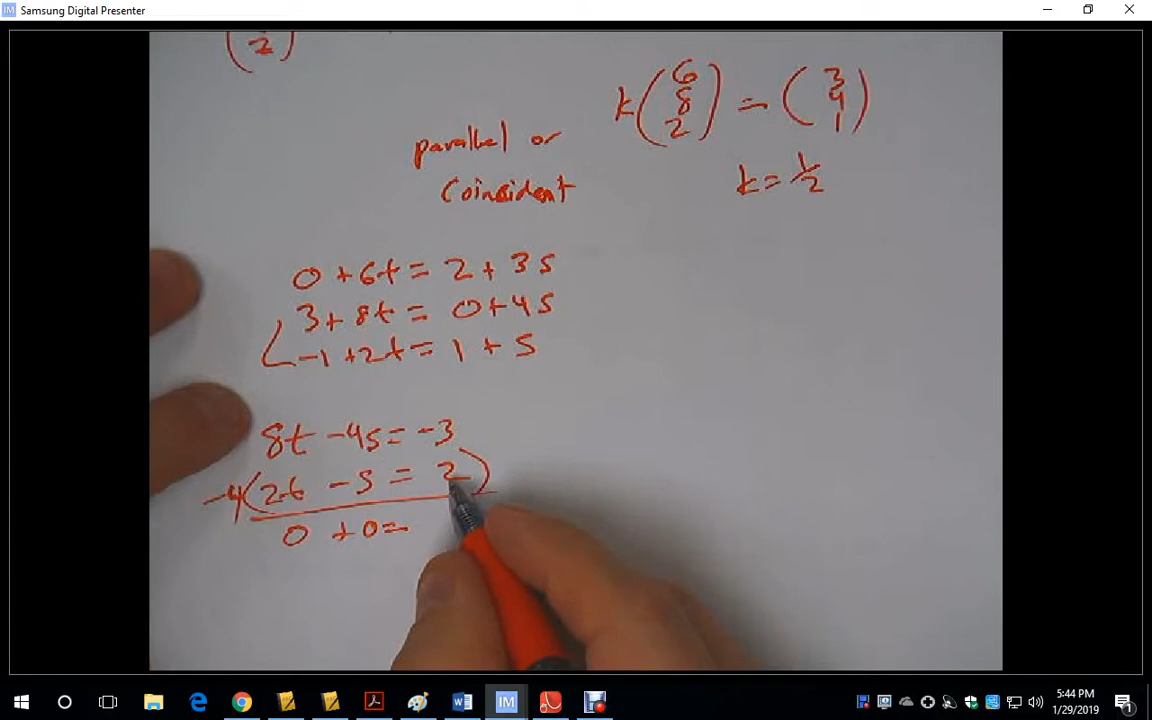 Samsung Digital Presenter
2
k(6 8 2) = (3 4 1)
k = 1/2
parallel or
Coincident
0 + 6t = 2 + 3s
3 + 8t = 0 + 4s
-1 + 2t = 1 + s
8t - 4s = -3
-4(2t - s = 2)
0 + 0 =
5:44 PM
1/29/2019